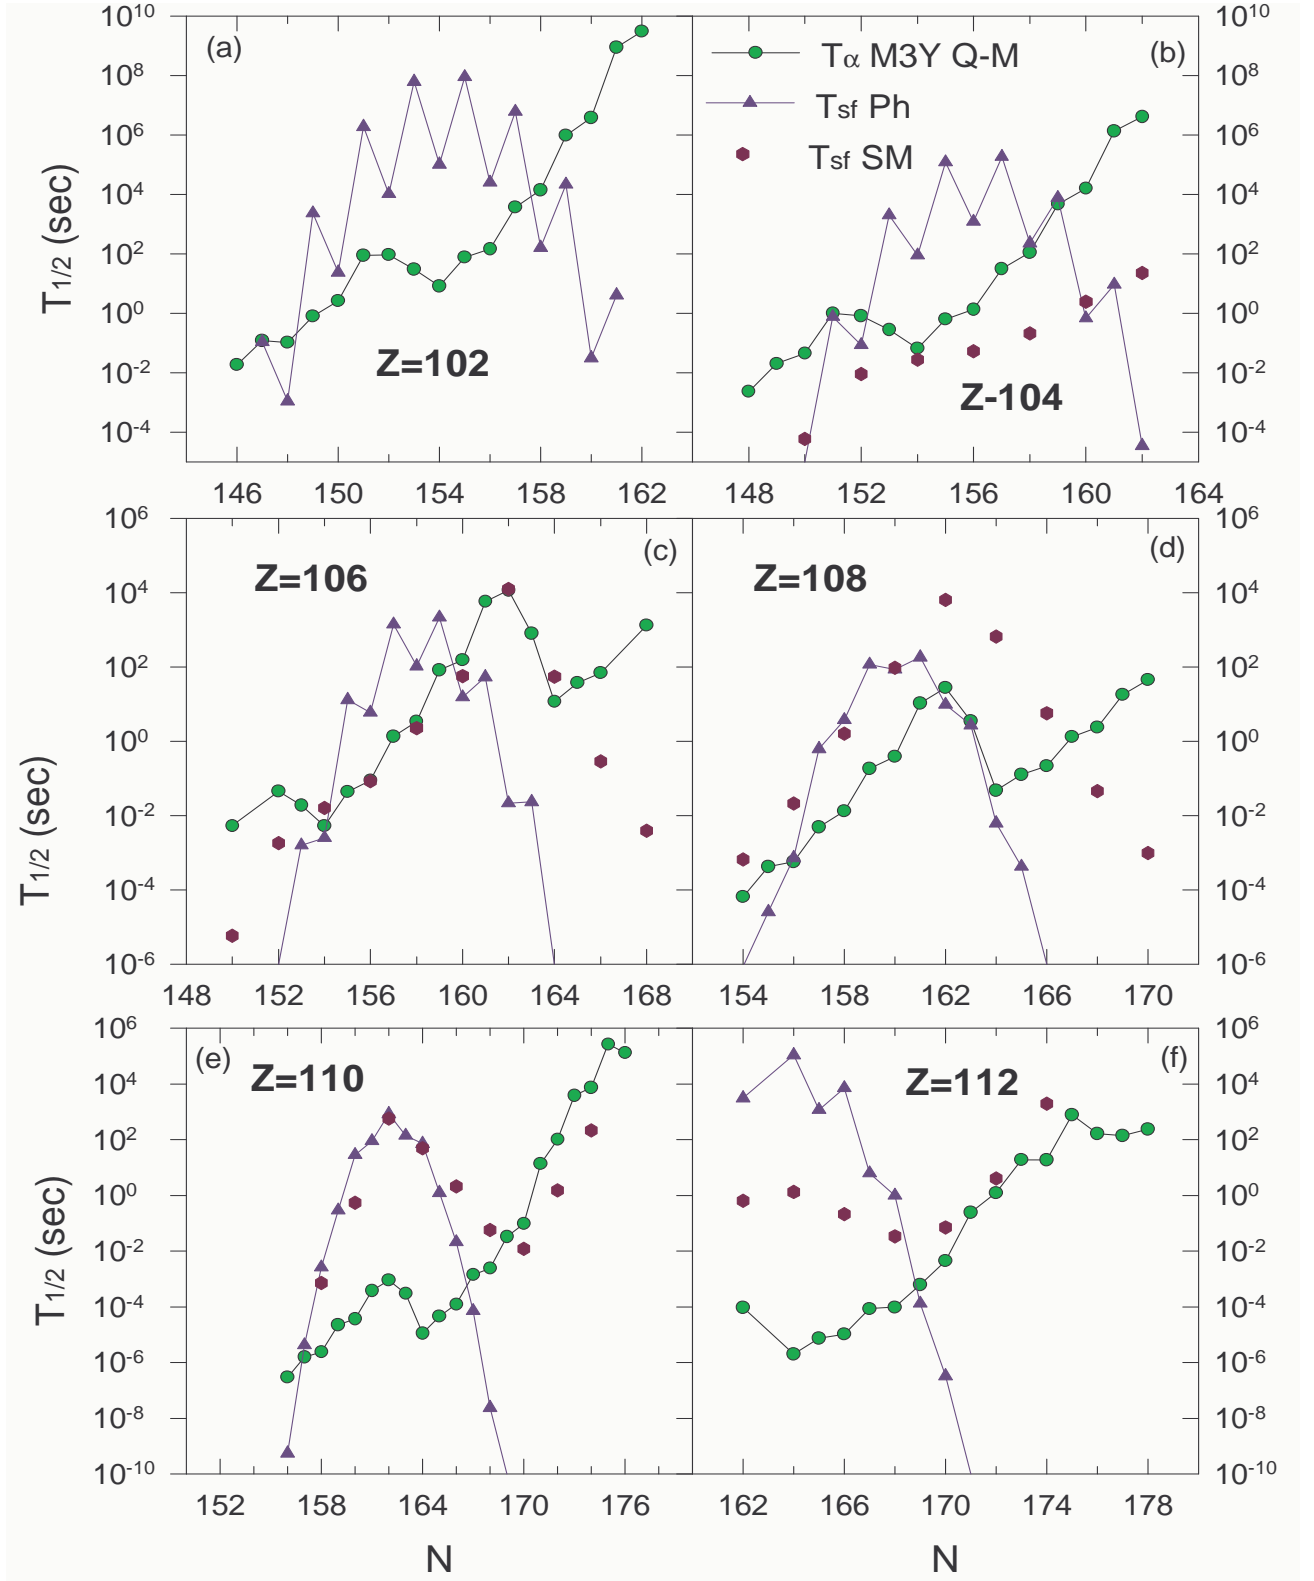 10^10 (a) (b) 10^10
Tα M3Y Q-M
10^8 10^8
Tsf Ph
10^6 10^6
Tsf SM
10^4 10^4
T1/2 (sec)
10^2 10^2
10^0 10^0
Z=102
10^-2 10^-2
Z-104
10^-4 10^-4
146 150 154 158 162 148 152 156 160 164
10^6 10^6
(c) (d)
Z=106 Z=108
10^4 10^4
10^2 10^2
10^0 10^0
T1/2 (sec)
10^-2 10^-2
10^-4 10^-4
10^-6 10^-6
148 152 156 160 164 168 154 158 162 166 170
10^6 10^6
(e) (f)
Z=110 Z=112
10^4 10^4
10^2 10^2
10^0 10^0
T1/2 (sec)
10^-2 10^-2
10^-4 10^-4
10^-6 10^-6
10^-8 10^-8
10^-10 10^-10
152 158 164 170 176 162 166 170 174 178
N N